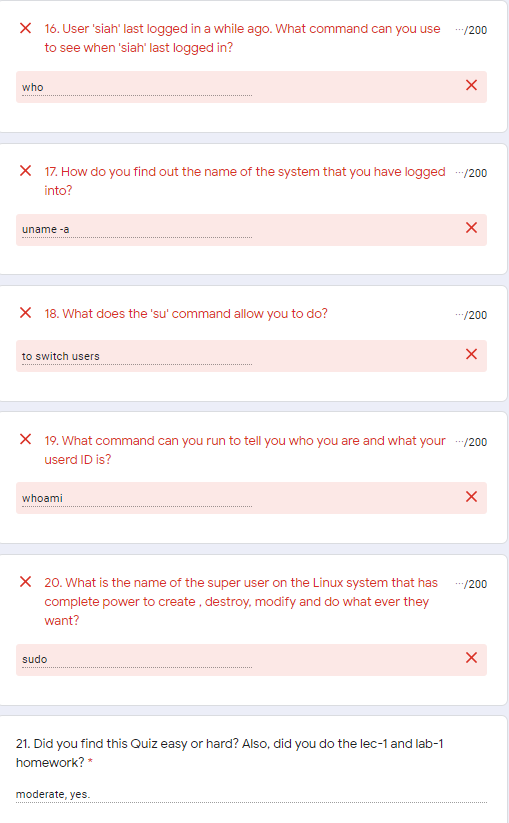 16. User 'siah' last logged in a while ago. What command can you use
to see when 'siah' last logged in?
···/200
who
17. How do you find out the name of the system that you have logged
into?
···/200
uname -a
18. What does the 'su' command allow you to do?
···/200
to switch users
19. What command can you run to tell you who you are and what your
userd ID is?
···/200
whoami
20. What is the name of the super user on the Linux system that has
complete power to create , destroy, modify and do what ever they
want?
···/200
sudo
21. Did you find this Quiz easy or hard? Also, did you do the lec-1 and lab-1
homework? *
moderate, yes.